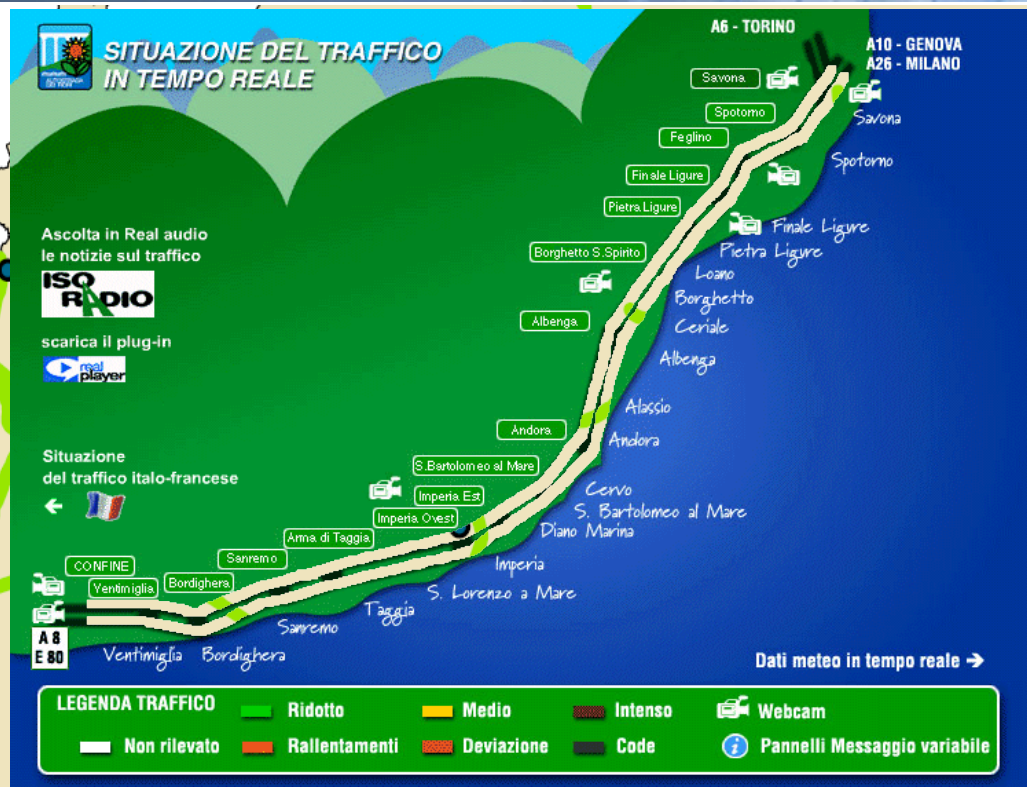 A6 - TORINO
A10 - GENOVA
A26 - MILANO
SITUAZIONE DEL TRAFFICO
IN TEMPO REALE
Savona
Savona
Spotorno
Feglino
Spotorno
Finale Ligure
Pietra Ligure
Finale Ligure
Pietra Ligure
Ascolta in Real audio
le notizie sul traffico
ISO
RADIO
Borghetto S.Spirito
Loano
Borghetto
Albenga
Ceriale
scarica il plug-in
real
player
Albenga
Alassio
Andora
Andora
Situazione
del traffico italo-francese
S.Bartolomeo al Mare
Imperia Est
Cervo
S. Bartolomeo al Mare
Imperia Ovest
Diano Marina
Arma di Taggia
Sanremo
Imperia
CONFINE
Ventimiglia
Bordighera
S. Lorenzo a Mare
Taggia
Sanremo
A 8
E 80
Ventimiglia
Bordighera
Dati meteo in tempo reale
LEGENDA TRAFFICO
Ridotto
Medio
Intenso
Webcam
Non rilevato
Rallentamenti
Deviazione
Code
Pannelli Messaggio variabile